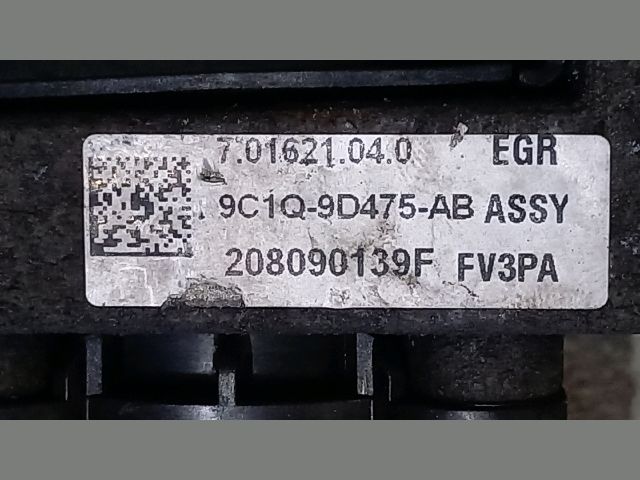 7.01621.04.0 EGR
9C1Q-9D475-AB ASSY
208090139F FV3PA